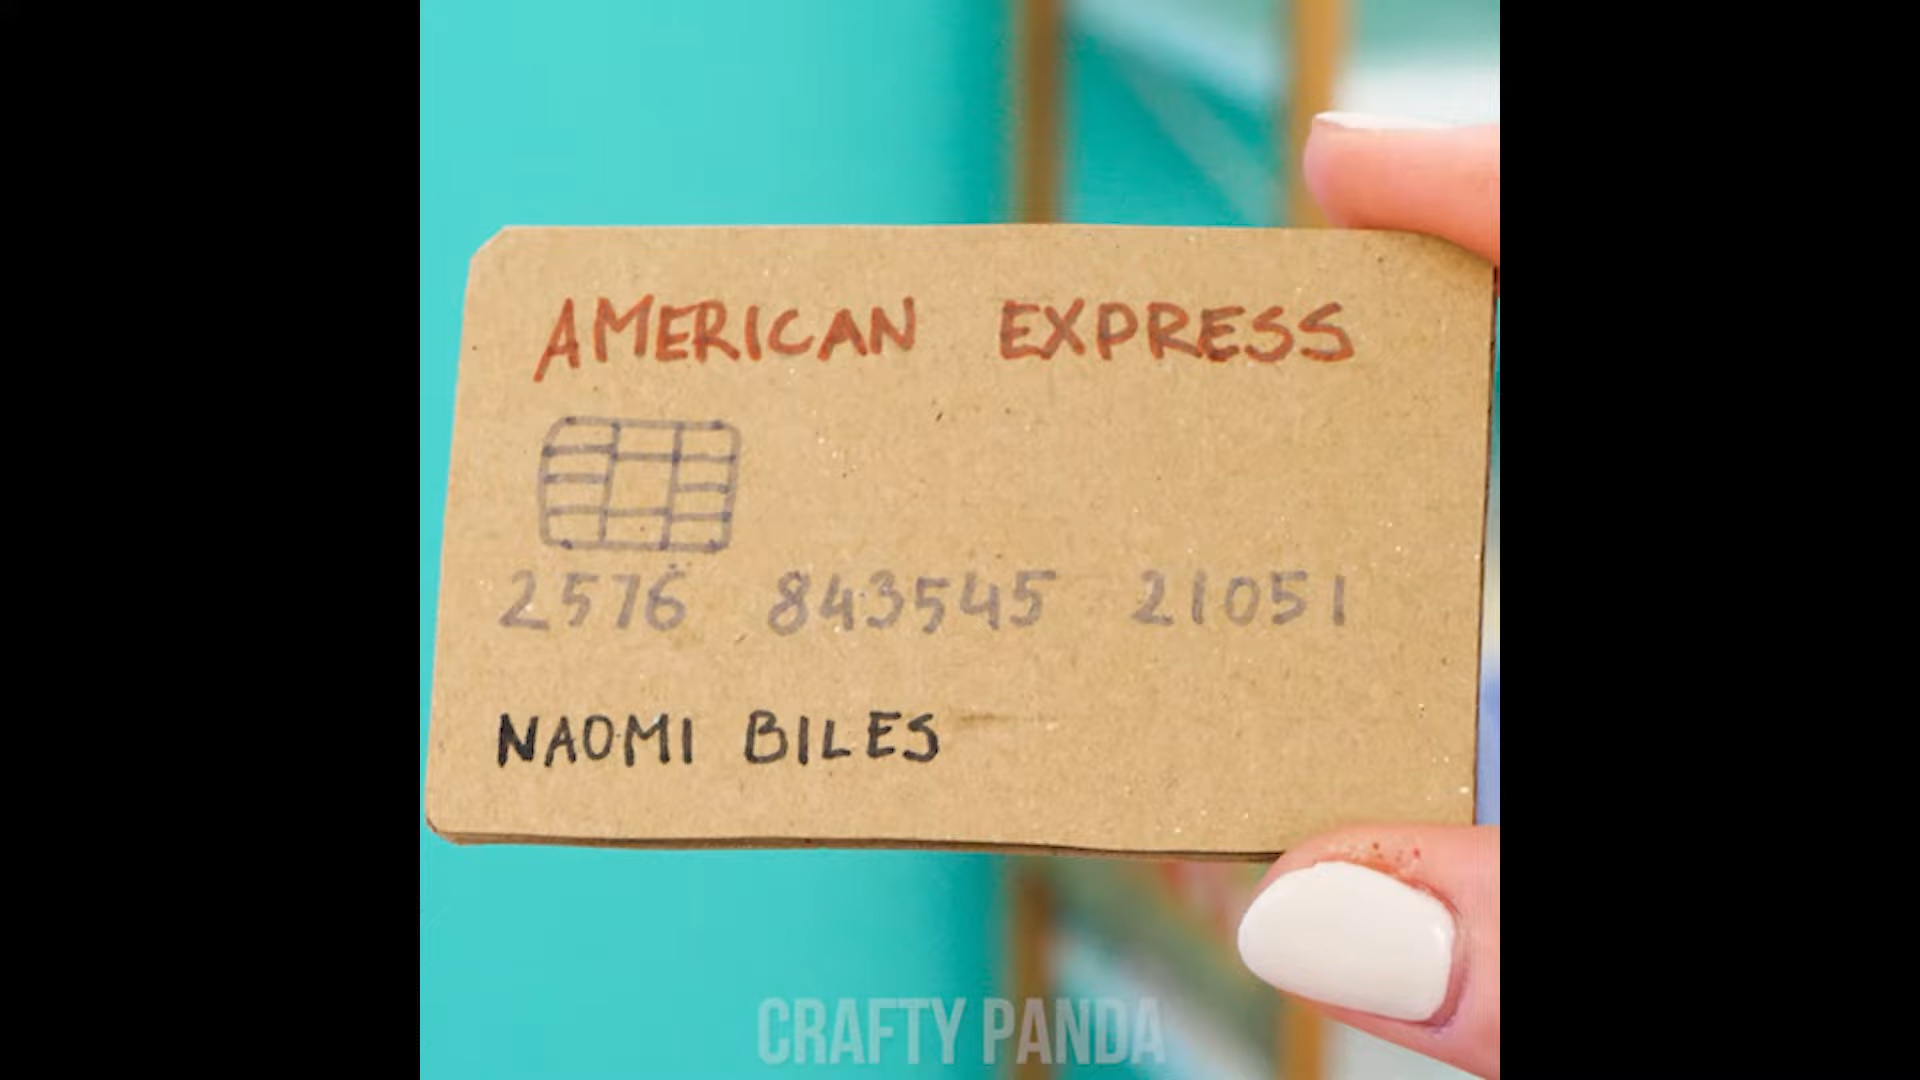 AMERICAN EXPRESS
2576 843545 21051
NAOMI BILES
CRAFTY PANDA